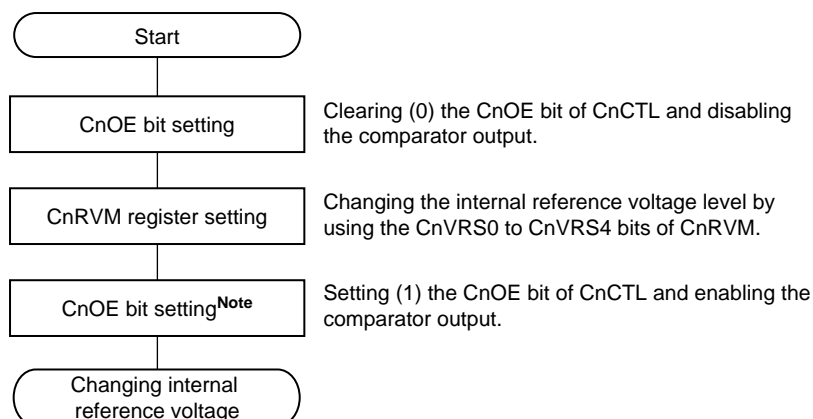 Start
CnOE bit setting
Clearing (0) the CnOE bit of CnCTL and disabling
the comparator output.
CnRVM register setting
Changing the internal reference voltage level by
using the CnVRS0 to CnVRS4 bits of CnRVM.
CnOE bit settingNote
Setting (1) the CnOE bit of CnCTL and enabling the
comparator output.
Changing internal
reference voltage